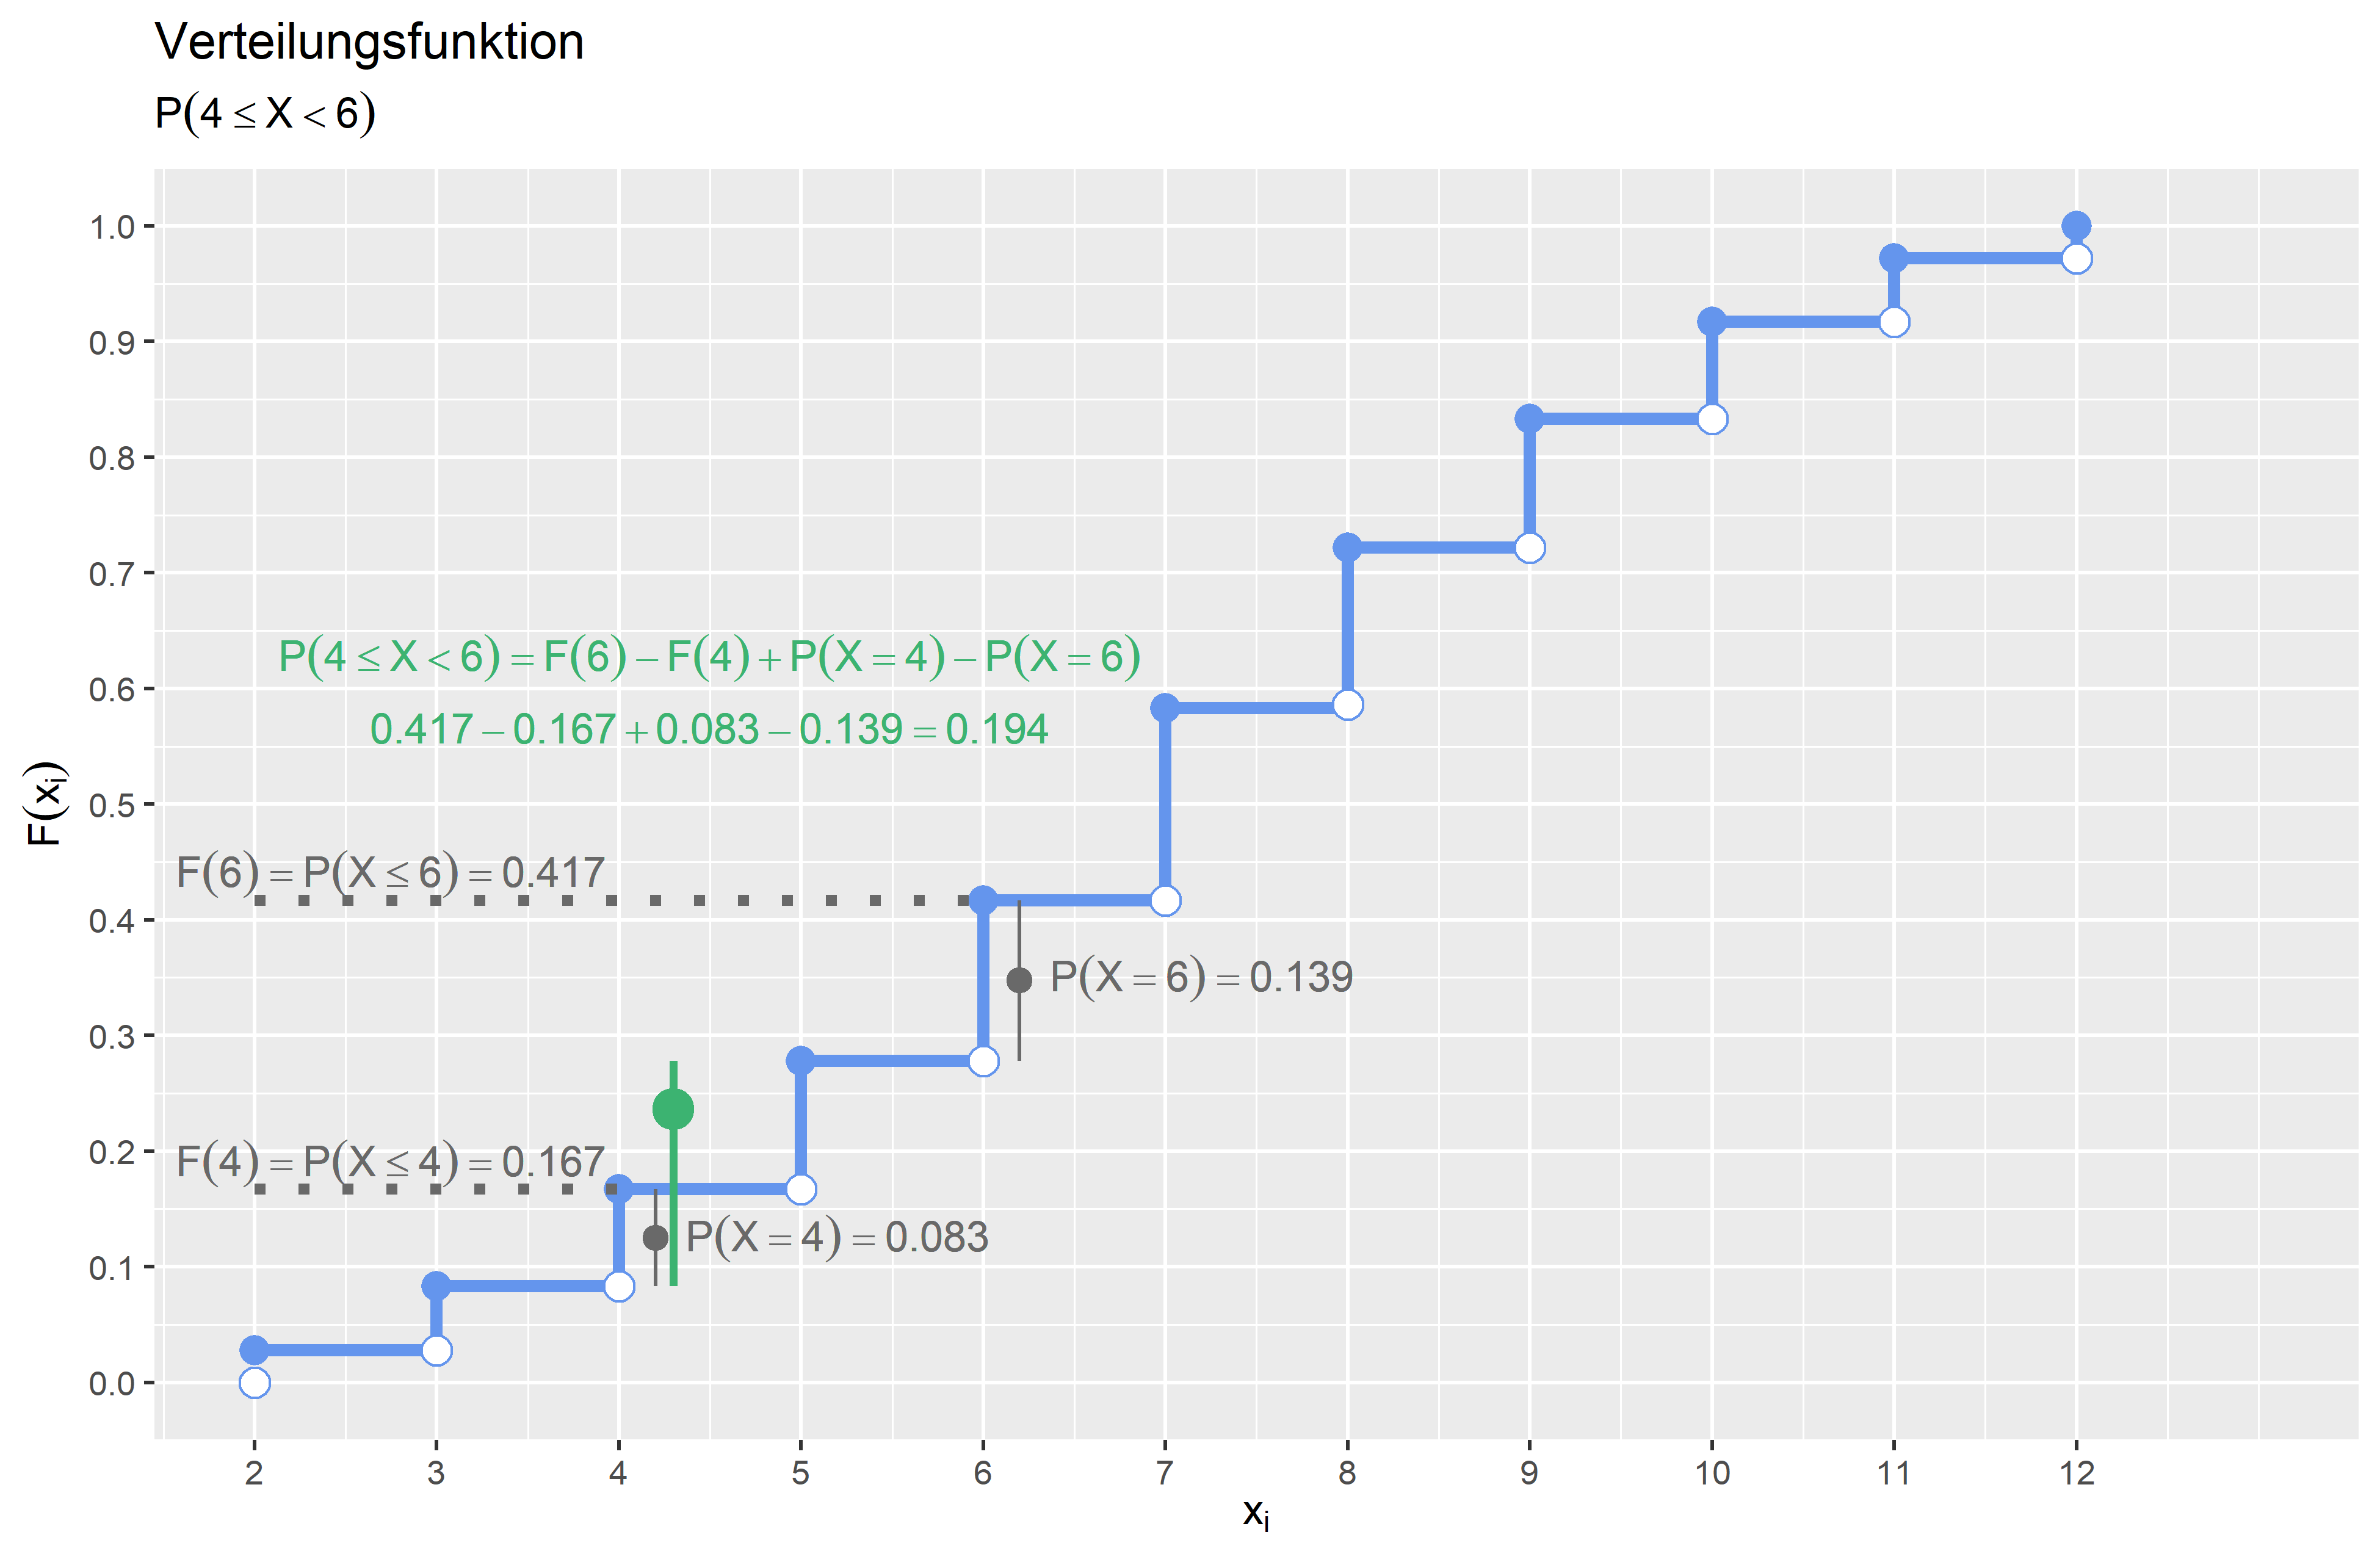 Verteilungsfunktion
P(4 ≤ X < 6)
1.0
0.9
0.8
0.7
P(4 ≤ X < 6) = F(6) − F(4) + P(X = 4) − P(X = 6)
0.6
0.417 − 0.167 + 0.083 − 0.139 = 0.194
F(xᵢ)
0.5
F(6) = P(X ≤ 6) = 0.417
0.4
P(X = 6) = 0.139
0.3
0.2
F(4) = P(X ≤ 4) = 0.167
P(X = 4) = 0.083
0.1
0.0
2 3 4 5 6 7 8 9 10 11 12
xᵢ